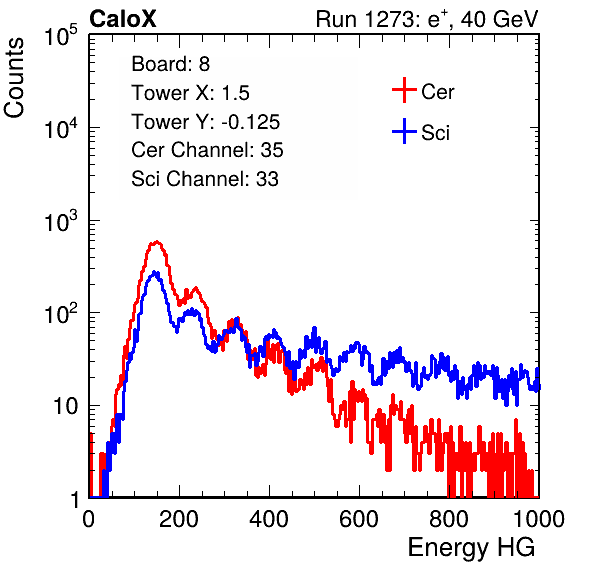 CaloX Run 1273: e⁺, 40 GeV
Board: 8
Tower X: 1.5
Tower Y: -0.125
Cer Channel: 35
Sci Channel: 33
Cer
Sci
Counts
10⁵
10⁴
10³
10²
10
1
0 200 400 600 800 1000
Energy HG